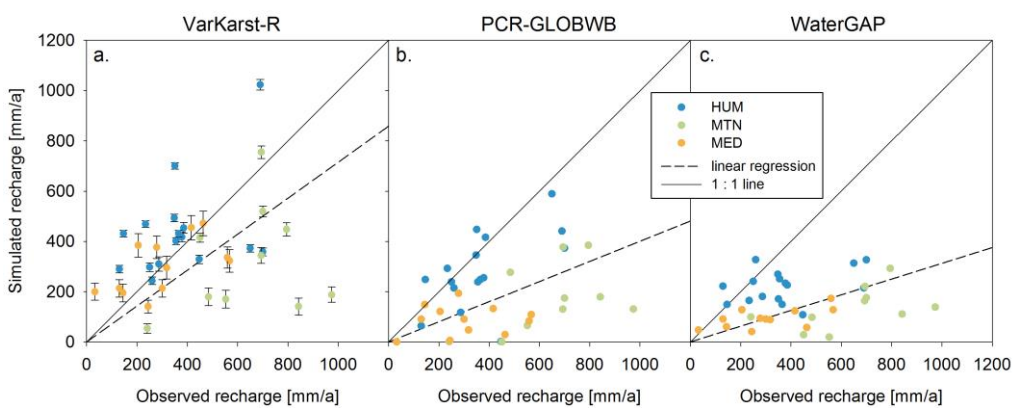 VarKarst-R
PCR-GLOBWB
WaterGAP
Simulated recharge [mm/a]
1200
1000
800
600
400
200
0
a.
b.
c.
HUM
MTN
MED
linear regression
1 : 1 line
0 200 400 600 800 1000
0 200 400 600 800 1000
0 200 400 600 800 1000 1200
Observed recharge [mm/a]
Observed recharge [mm/a]
Observed recharge [mm/a]